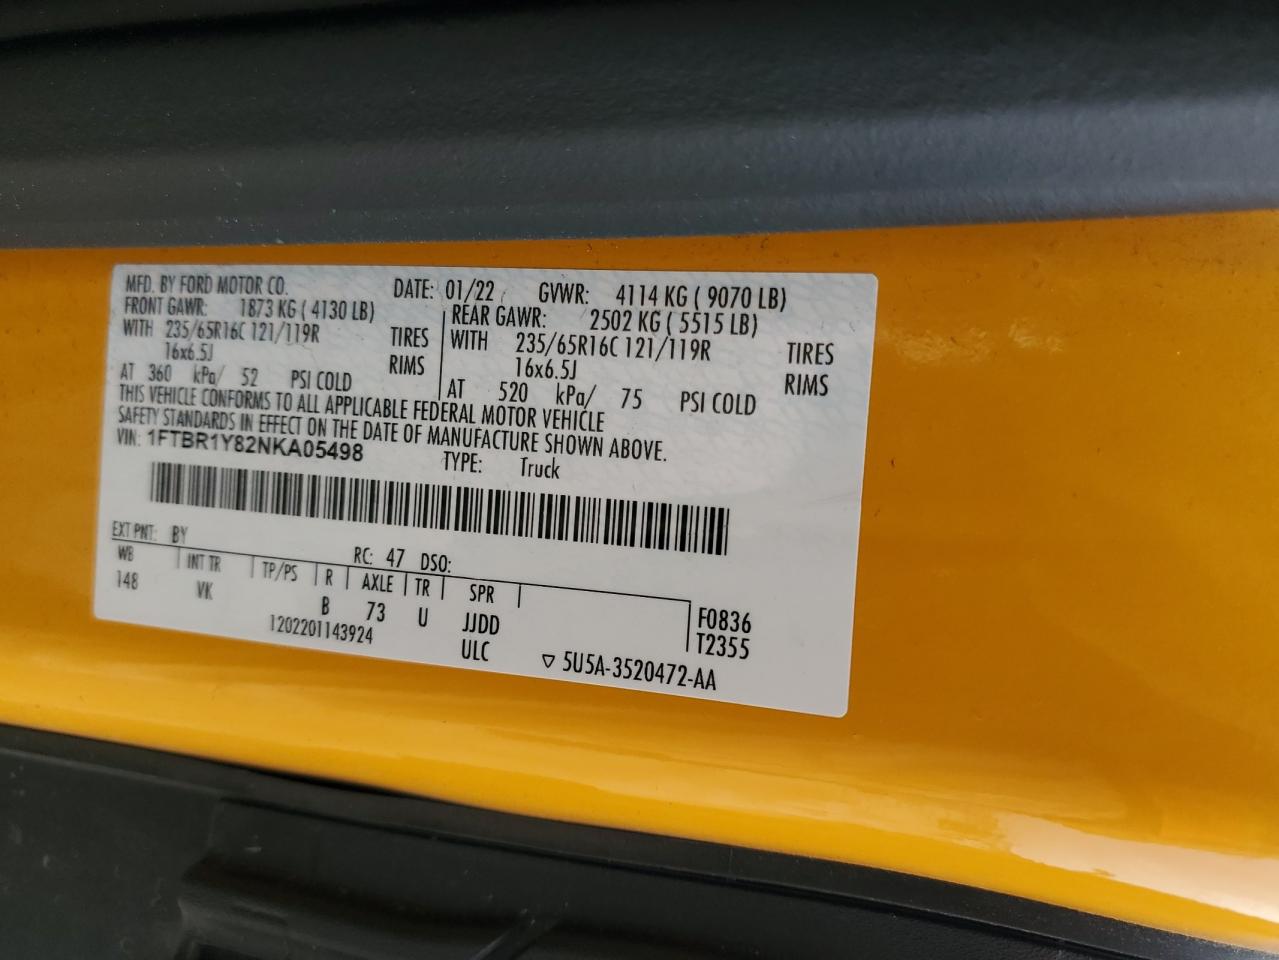 MFD. BY FORD MOTOR CO. DATE: 01/22 GVWR: 4114 KG ( 9070 LB)
FRONT GAWR: 1873 KG ( 4130 LB) REAR GAWR: 2502 KG ( 5515 LB)
WITH 235/65R16C 121/119R TIRES WITH 235/65R16C 121/119R TIRES
16x6.5J RIMS 16x6.5J RIMS
AT 360 kPa/ 52 PSI COLD AT 520 kPa/ 75 PSI COLD
THIS VEHICLE CONFORMS TO ALL APPLICABLE FEDERAL MOTOR VEHICLE
SAFETY STANDARDS IN EFFECT ON THE DATE OF MANUFACTURE SHOWN ABOVE.
VIN: 1FTBR1Y82NKA05498 TYPE: Truck
EXT PNT: BY RC: 47 DSO:
WB INT TR TP/PS R AXLE TR SPR F0836
148 VK B 73 U JJDD T2355
1202201143924 ULC ▽ 5U5A-3520472-AA